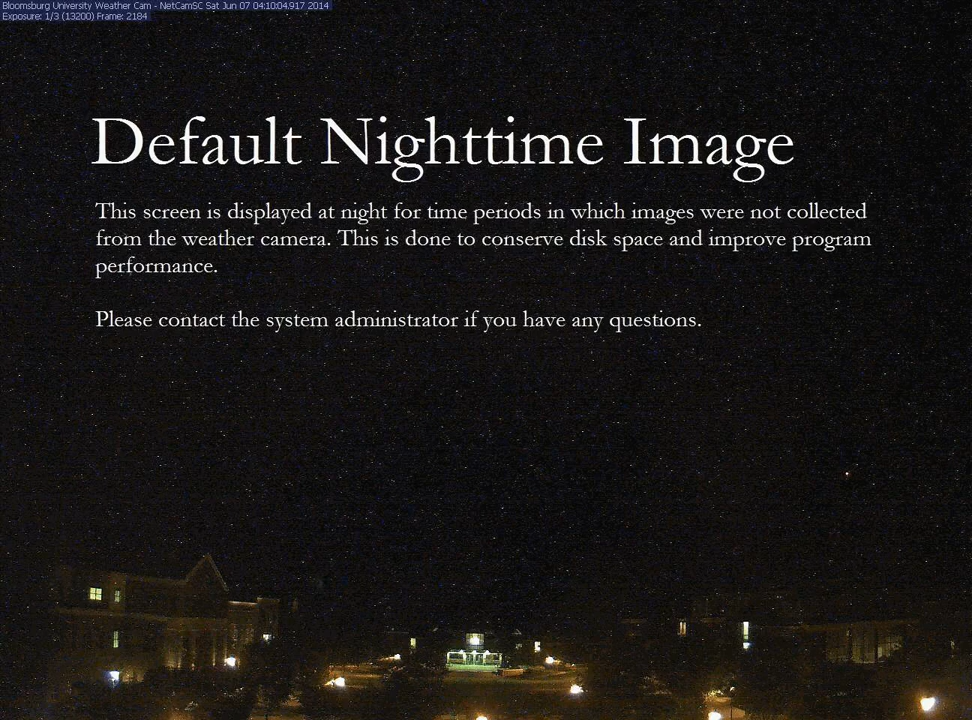 Bloomsburg University Weather Cam - NetCamSC Sat Jun 07 04:10:04.917 2014
Exposure: 1/3 (13200) Frame: 2184
Default Nighttime Image
This screen is displayed at night for time periods in which images were not collected
from the weather camera. This is done to conserve disk space and improve program
performance.
Please contact the system administrator if you have any questions.